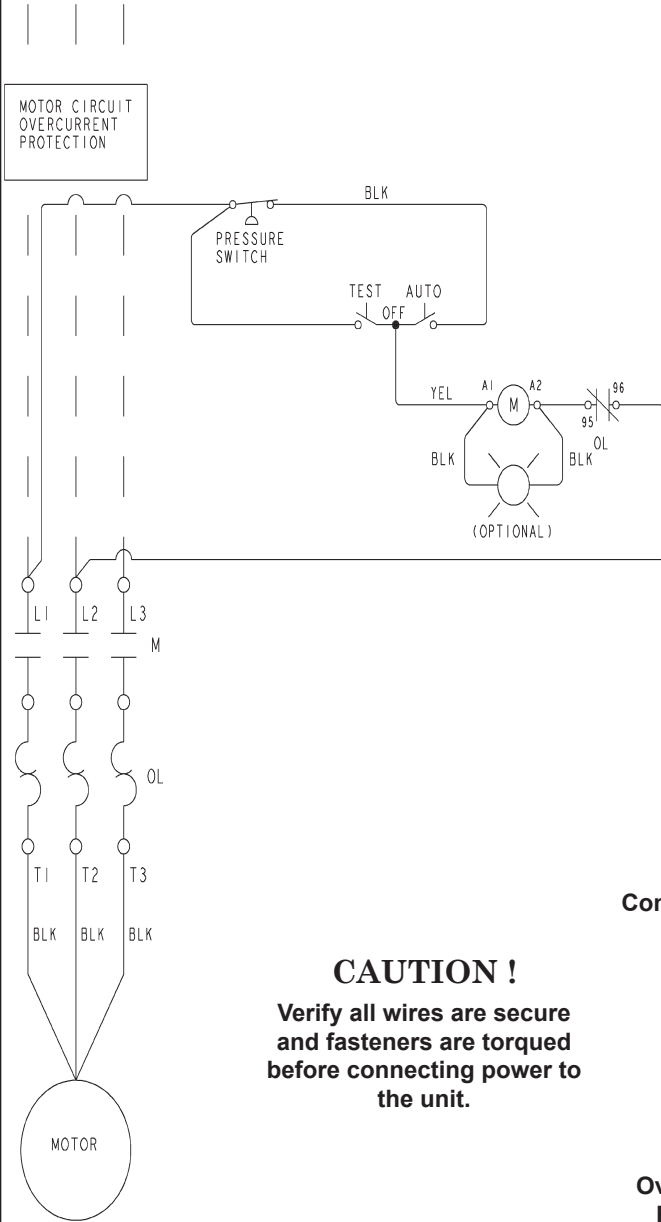 MOTOR CIRCUIT
OVERCURRENT
PROTECTION
BLK
PRESSURE
SWITCH
TEST AUTO
OFF
YEL A1 M A2 95 96
OL
BLK BLK
(OPTIONAL)
L1 L2 L3
M
OL
T1 T2 T3
BLK BLK BLK
CAUTION !
Verify all wires are secure
and fasteners are torqued
before connecting power to
the unit.
MOTOR